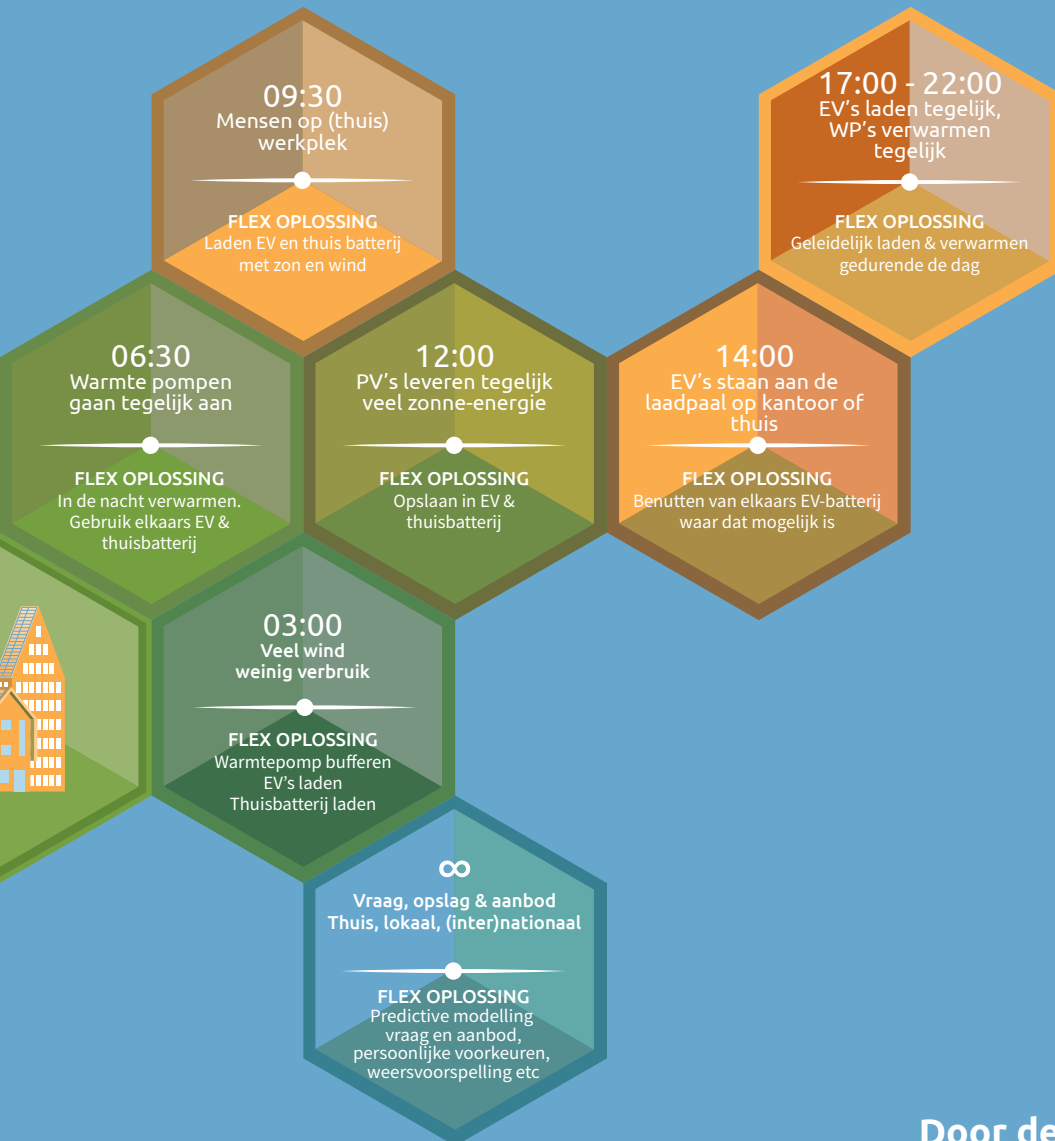 09:30
Mensen op (thuis)
werkplek
FLEX OPLOSSING
Laden EV en thuis batterij
met zon en wind
17:00 - 22:00
EV's laden tegelijk,
WP's verwarmen
tegelijk
FLEX OPLOSSING
Geleidelijk laden & verwarmen
gedurende de dag
06:30
Warmte pompen
gaan tegelijk aan
FLEX OPLOSSING
In de nacht verwarmen.
Gebruik elkaars EV &
thuisbatterij
12:00
PV's leveren tegelijk
veel zonne-energie
FLEX OPLOSSING
Opslaan in EV &
thuisbatterij
14:00
EV's staan aan de
laadpaal op kantoor of
thuis
FLEX OPLOSSING
Benutten van elkaars EV-batterij
waar dat mogelijk is
03:00
Veel wind
weinig verbruik
FLEX OPLOSSING
Warmtepomp bufferen
EV's laden
Thuisbatterij laden
∞
Vraag, opslag & aanbod
Thuis, lokaal, (inter)nationaal
FLEX OPLOSSING
Predictive modelling
vraag en aanbod,
persoonlijke voorkeuren,
weersvoorspelling etc
Door de